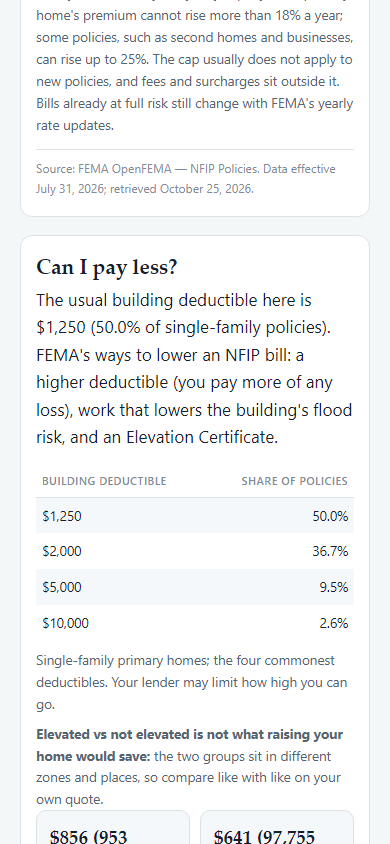 home's premium cannot rise more than 18% a year;
some policies, such as second homes and businesses,
can rise up to 25%. The cap usually does not apply to
new policies, and fees and surcharges sit outside it.
Bills already at full risk still change with FEMA's yearly
rate updates.
Source: FEMA OpenFEMA — NFIP Policies. Data effective
July 31, 2026; retrieved October 25, 2026.
Can I pay less?
The usual building deductible here is
$1,250 (50.0% of single-family policies).
FEMA's ways to lower an NFIP bill: a
higher deductible (you pay more of any
loss), work that lowers the building's flood
risk, and an Elevation Certificate.
BUILDING DEDUCTIBLE SHARE OF POLICIES
$1,250 50.0%
$2,000 36.7%
$5,000 9.5%
$10,000 2.6%
Single-family primary homes; the four commonest
deductibles. Your lender may limit how high you can
go.
Elevated vs not elevated is not what raising your
home would save: the two groups sit in different
zones and places, so compare like with like on your
own quote.
$856 (953 $641 (97,755